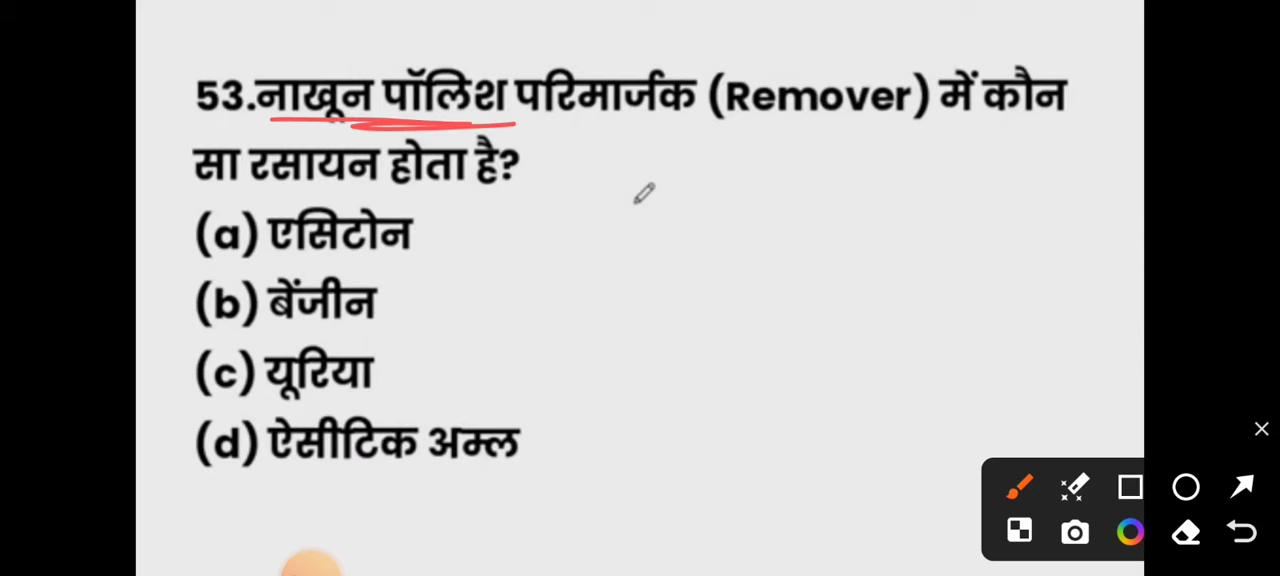 53.नाखून पॉलिश परिमार्जक (Remover) में कौन
सा रसायन होता है?
(a) एसिटोन
(b) बेंजीन
(c) यूरिया
(d) ऐसीटिक अम्ल